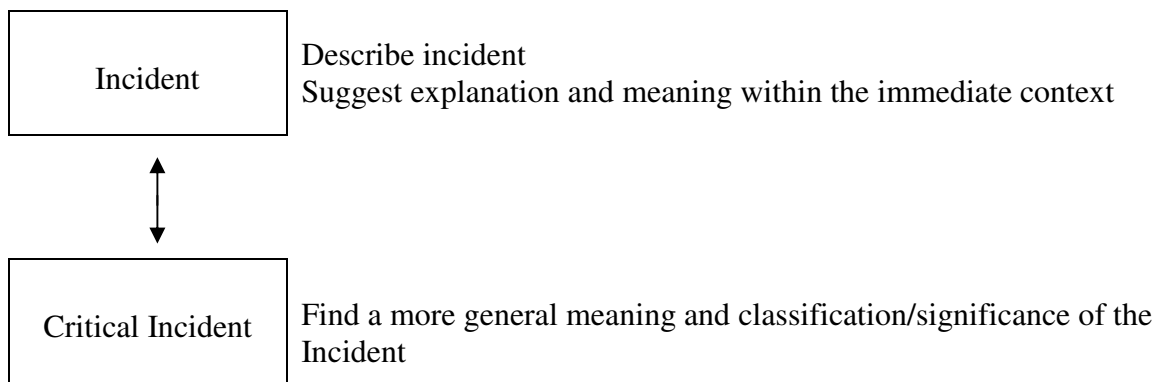 Incident
Describe incident
Suggest explanation and meaning within the immediate context
Critical Incident
Find a more general meaning and classification/significance of the
Incident